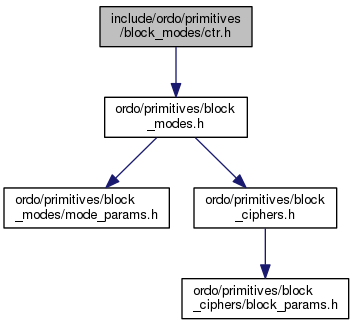 include/ordo/primitives
/block_modes/ctr.h
ordo/primitives/block
_modes.h
ordo/primitives/block
_modes/mode_params.h
ordo/primitives/block
_ciphers.h
ordo/primitives/block
_ciphers/block_params.h